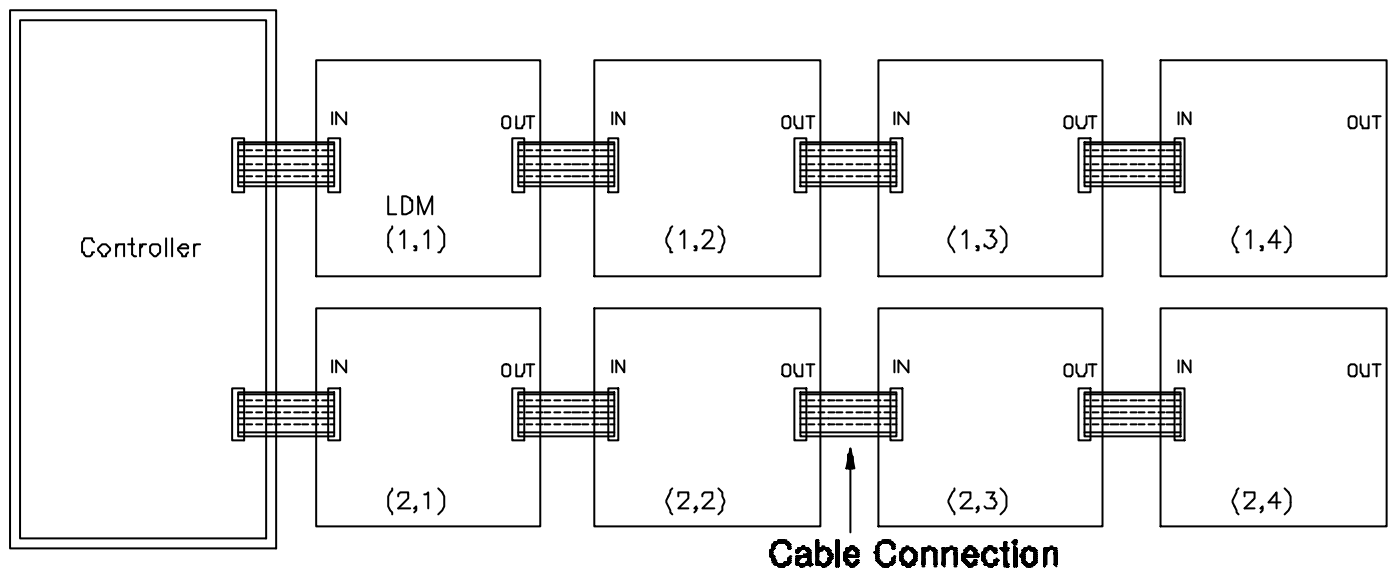 IN OUT IN OUT IN OUT IN OUT
LDM
(1,1) (1,2) (1,3) (1,4)
Controller
IN OUT IN OUT IN OUT IN OUT
(2,1) (2,2) (2,3) (2,4)
Cable Connection